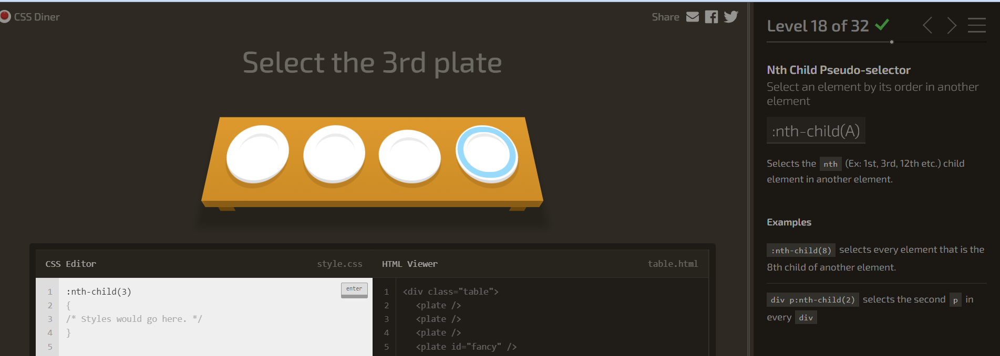 CSS Diner
Share
Select the 3rd plate
CSS Editor
style.css
1 :nth-child(3)
enter
2 {
3 /* Styles would go here. */
4 }
5
HTML Viewer
table.html
1 <div class="table">
2 <plate />
3 <plate />
4 <plate />
5 <plate id="fancy" />
Level 18 of 32
Nth Child Pseudo-selector
Select an element by its order in another
element
:nth-child(A)
Selects the nth (Ex: 1st, 3rd, 12th etc.) child
element in another element.
Examples
:nth-child(8) selects every element that is the
8th child of another element.
div p:nth-child(2) selects the second p in
every div